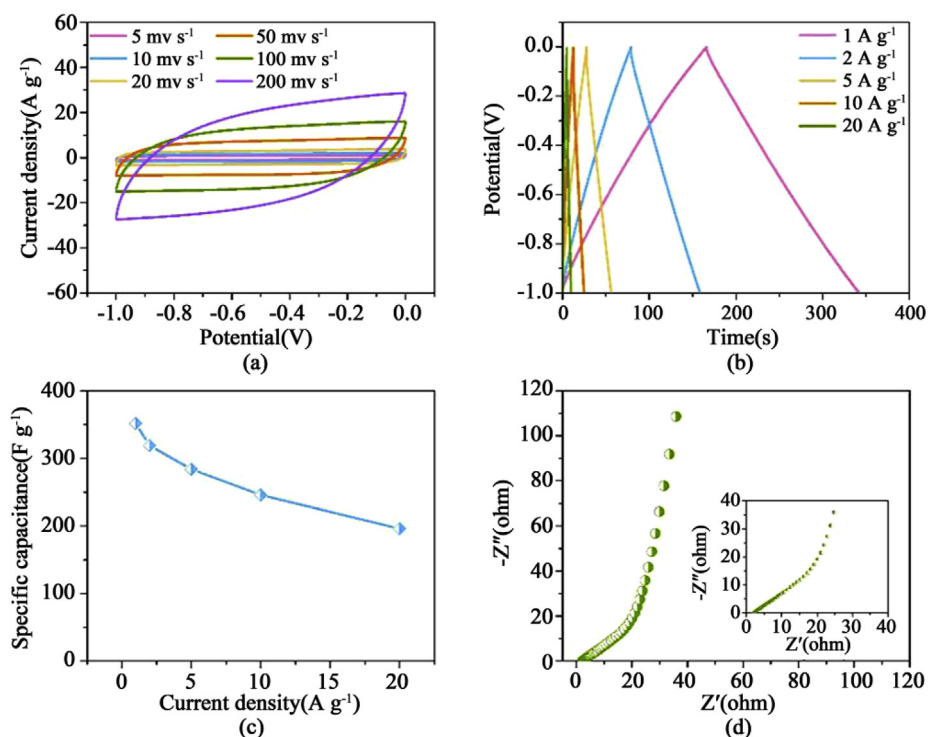 60
40
20
0
-20
-40
-60
Current density(A g⁻¹)
5 mv s⁻¹
50 mv s⁻¹
10 mv s⁻¹
100 mv s⁻¹
20 mv s⁻¹
200 mv s⁻¹
-1.0 -0.8 -0.6 -0.4 -0.2 0.0
Potential(V)
(a)
0.0
-0.2
-0.4
-0.6
-0.8
-1.0
Potential(V)
1 A g⁻¹
2 A g⁻¹
5 A g⁻¹
10 A g⁻¹
20 A g⁻¹
0 100 200 300 400
Time(s)
(b)
400
300
200
100
0
Specific capacitance(F g⁻¹)
0 5 10 15 20
Current density(A g⁻¹)
(c)
120
100
80
60
40
20
0
-Z″(ohm)
40
30
20
10
0
-Z″(ohm)
0 10 20 30 40
Z′(ohm)
0 20 40 60 80 100 120
Z′(ohm)
(d)